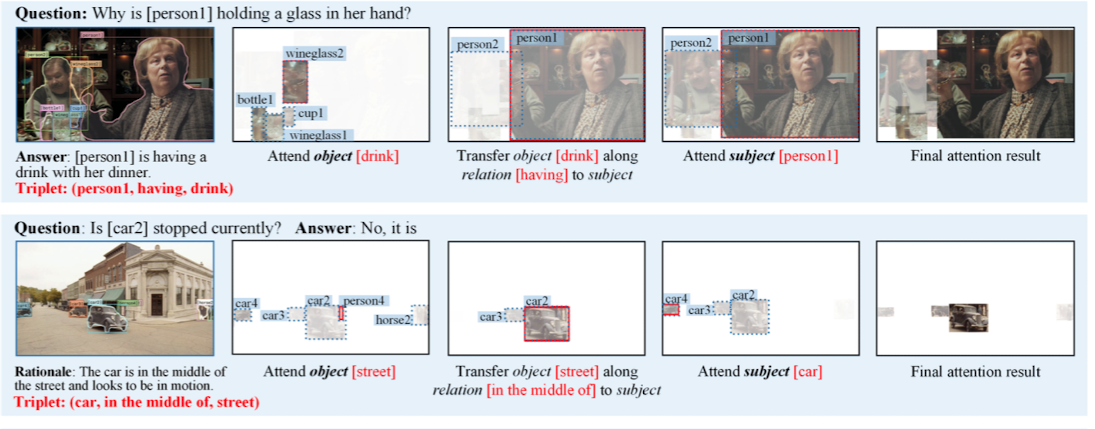 Question: Why is [person1] holding a glass in her hand?
person1
wineglass2
bottle1
cup1
wineglass1
person2
person1
person2
person1
Answer: [person1] is having a
drink with her dinner.
Triplet: (person1, having, drink)
Attend object [drink]
Transfer object [drink] along
relation [having] to subject
Attend subject [person1]
Final attention result
Question: Is [car2] stopped currently? Answer: No, it is
car4
car3
car2
person4
horse2
car2
car3
car4
car3
car2
Rationale: The car is in the middle of
the street and looks to be in motion.
Triplet: (car, in the middle of, street)
Attend object [street]
Transfer object [street] along
relation [in the middle of] to subject
Attend subject [car]
Final attention result